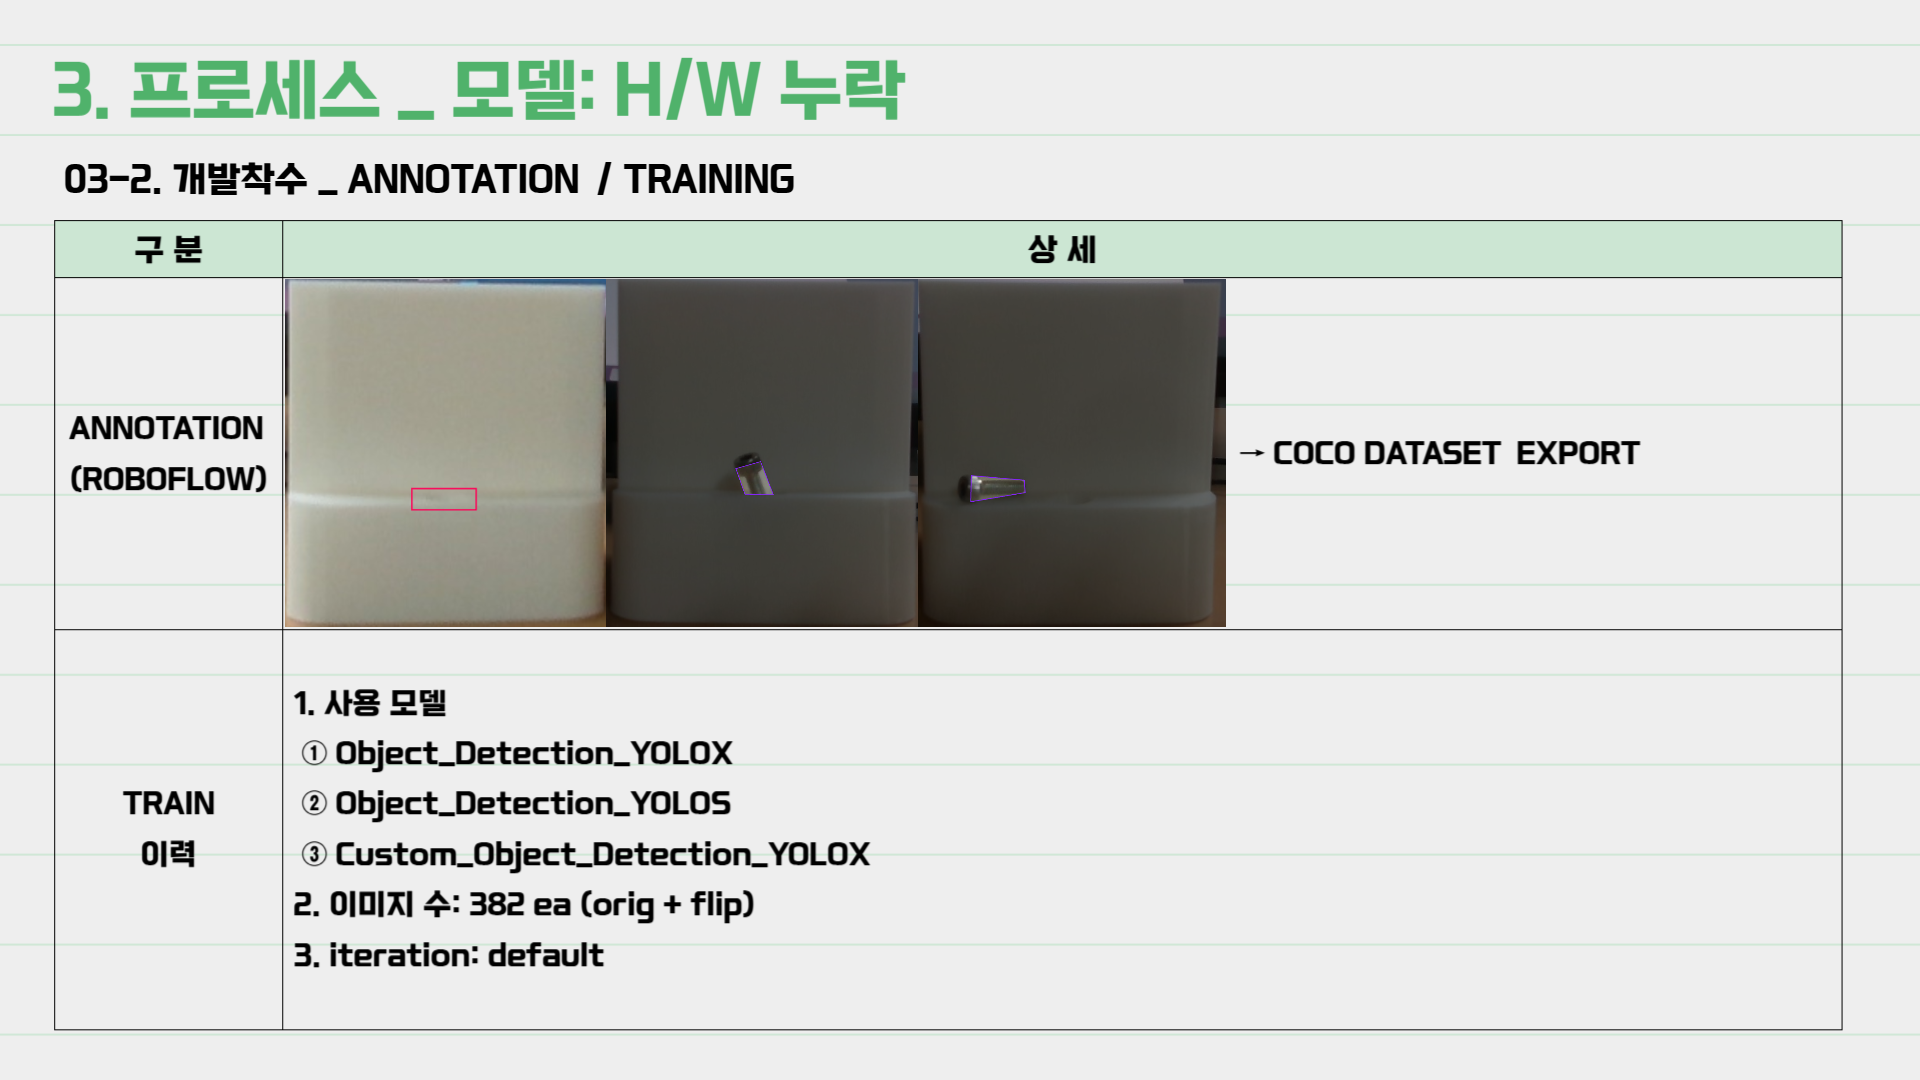 3. 프로세스 _ 모델: H/W 누락
03-2. 개발착수 _ ANNOTATION / TRAINING
구 분
상 세
ANNOTATION
(ROBOFLOW)
→ COCO DATASET EXPORT
TRAIN
이력
1. 사용 모델
① Object_Detection_YOLOX
② Object_Detection_YOLOS
③ Custom_Object_Detection_YOLOX
2. 이미지 수: 382 ea (orig + flip)
3. iteration: default